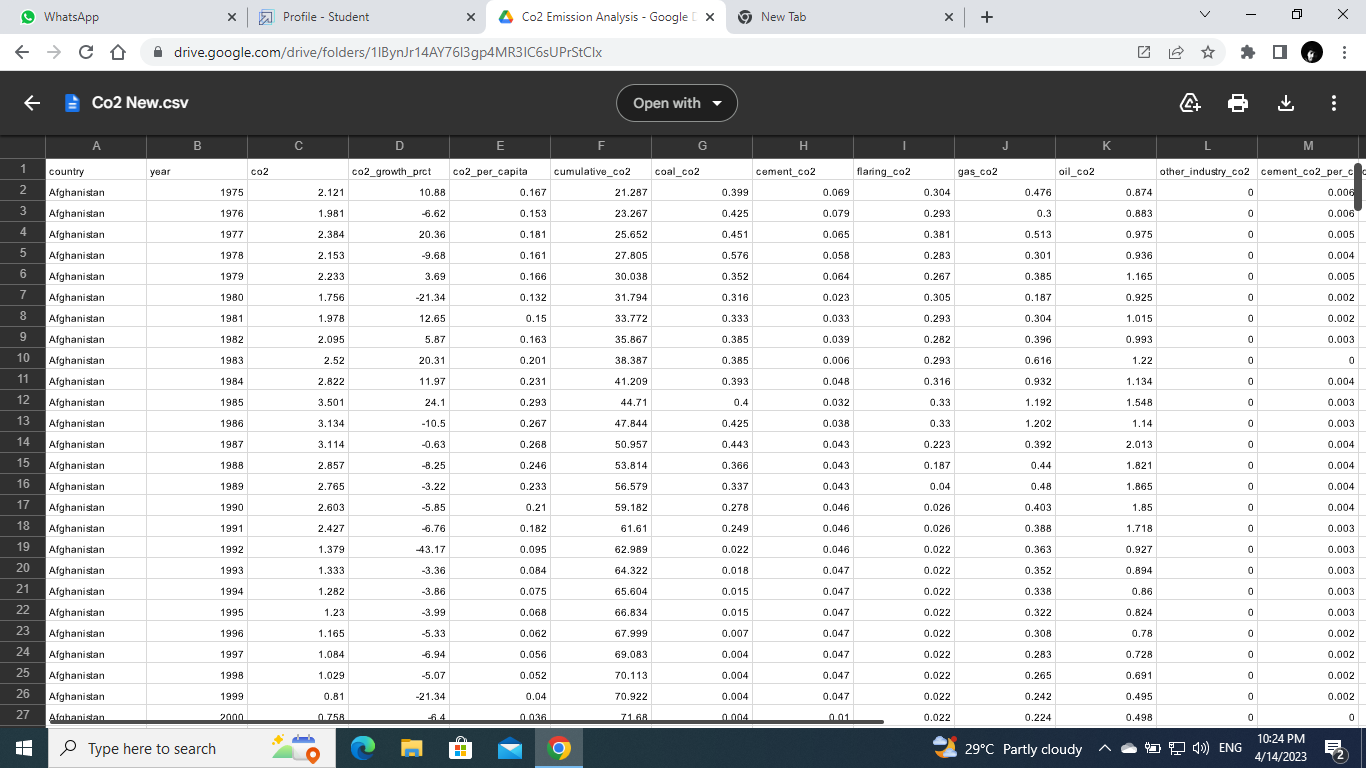 WhatsApp
Profile - Student
Co2 Emission Analysis - Google
New Tab
drive.google.com/drive/folders/1IBynJr14AY76I3gp4MR3IC6sUPrStCIx
Co2 New.csv
Open with
A B C D E F G H I J K L M
1 country year co2 co2_growth_prct co2_per_capita cumulative_co2 coal_co2 cement_co2 flaring_co2 gas_co2 oil_co2 other_industry_co2
2 Afghanistan 1975 2.121 10.88 0.167 21.287 0.399 0.069 0.304 0.476 0.874 0 0.006
3 Afghanistan 1976 1.981 -6.62 0.153 23.267 0.425 0.079 0.293 0.3 0.883 0 0.006
4 Afghanistan 1977 2.384 20.36 0.181 25.652 0.451 0.065 0.381 0.513 0.975 0 0.005
5 Afghanistan 1978 2.153 -9.68 0.161 27.805 0.576 0.058 0.283 0.301 0.936 0 0.004
6 Afghanistan 1979 2.233 3.69 0.166 30.038 0.352 0.064 0.267 0.385 1.165 0 0.005
7 Afghanistan 1980 1.756 -21.34 0.132 31.794 0.316 0.023 0.305 0.187 0.925 0 0.002
8 Afghanistan 1981 1.978 12.65 0.15 33.772 0.333 0.033 0.293 0.304 1.015 0 0.002
9 Afghanistan 1982 2.095 5.87 0.163 35.867 0.385 0.039 0.282 0.396 0.993 0 0.003
10 Afghanistan 1983 2.52 20.31 0.201 38.387 0.385 0.006 0.293 0.616 1.22 0 0
11 Afghanistan 1984 2.822 11.97 0.231 41.209 0.393 0.048 0.316 0.932 1.134 0 0.004
12 Afghanistan 1985 3.501 24.1 0.293 44.71 0.4 0.032 0.33 1.192 1.548 0 0.003
13 Afghanistan 1986 3.134 -10.5 0.267 47.844 0.425 0.038 0.33 1.202 1.14 0 0.003
14 Afghanistan 1987 3.114 -0.63 0.268 50.957 0.443 0.043 0.223 0.392 2.013 0 0.004
15 Afghanistan 1988 2.857 -8.25 0.246 53.814 0.366 0.043 0.187 0.44 1.821 0 0.004
16 Afghanistan 1989 2.765 -3.22 0.233 56.579 0.337 0.043 0.04 0.48 1.865 0 0.004
17 Afghanistan 1990 2.603 -5.85 0.21 59.182 0.278 0.046 0.026 0.403 1.85 0 0.004
18 Afghanistan 1991 2.427 -6.76 0.182 61.61 0.249 0.046 0.026 0.388 1.718 0 0.003
19 Afghanistan 1992 1.379 -43.17 0.095 62.989 0.022 0.046 0.022 0.363 0.927 0 0.003
20 Afghanistan 1993 1.333 -3.36 0.084 64.322 0.018 0.047 0.022 0.352 0.894 0 0.003
21 Afghanistan 1994 1.282 -3.86 0.075 65.604 0.015 0.047 0.022 0.338 0.86 0 0.003
22 Afghanistan 1995 1.23 -3.99 0.068 66.834 0.015 0.047 0.022 0.322 0.824 0 0.003
23 Afghanistan 1996 1.165 -5.33 0.062 67.999 0.007 0.047 0.022 0.308 0.78 0 0.002
24 Afghanistan 1997 1.084 -6.94 0.056 69.083 0.004 0.047 0.022 0.283 0.728 0 0.002
25 Afghanistan 1998 1.029 -5.07 0.052 70.113 0.004 0.047 0.022 0.265 0.691 0 0.002
26 Afghanistan 1999 0.81 -21.34 0.04 70.922 0.004 0.047 0.022 0.242 0.495 0 0.002
27 Afghanistan 2000 0.758 -6.4 0.036 71.68 0.004 0.01 0.022 0.224 0.498 0 0
Type here to search
29°C Partly cloudy
ENG
10:24 PM
4/14/2023
2